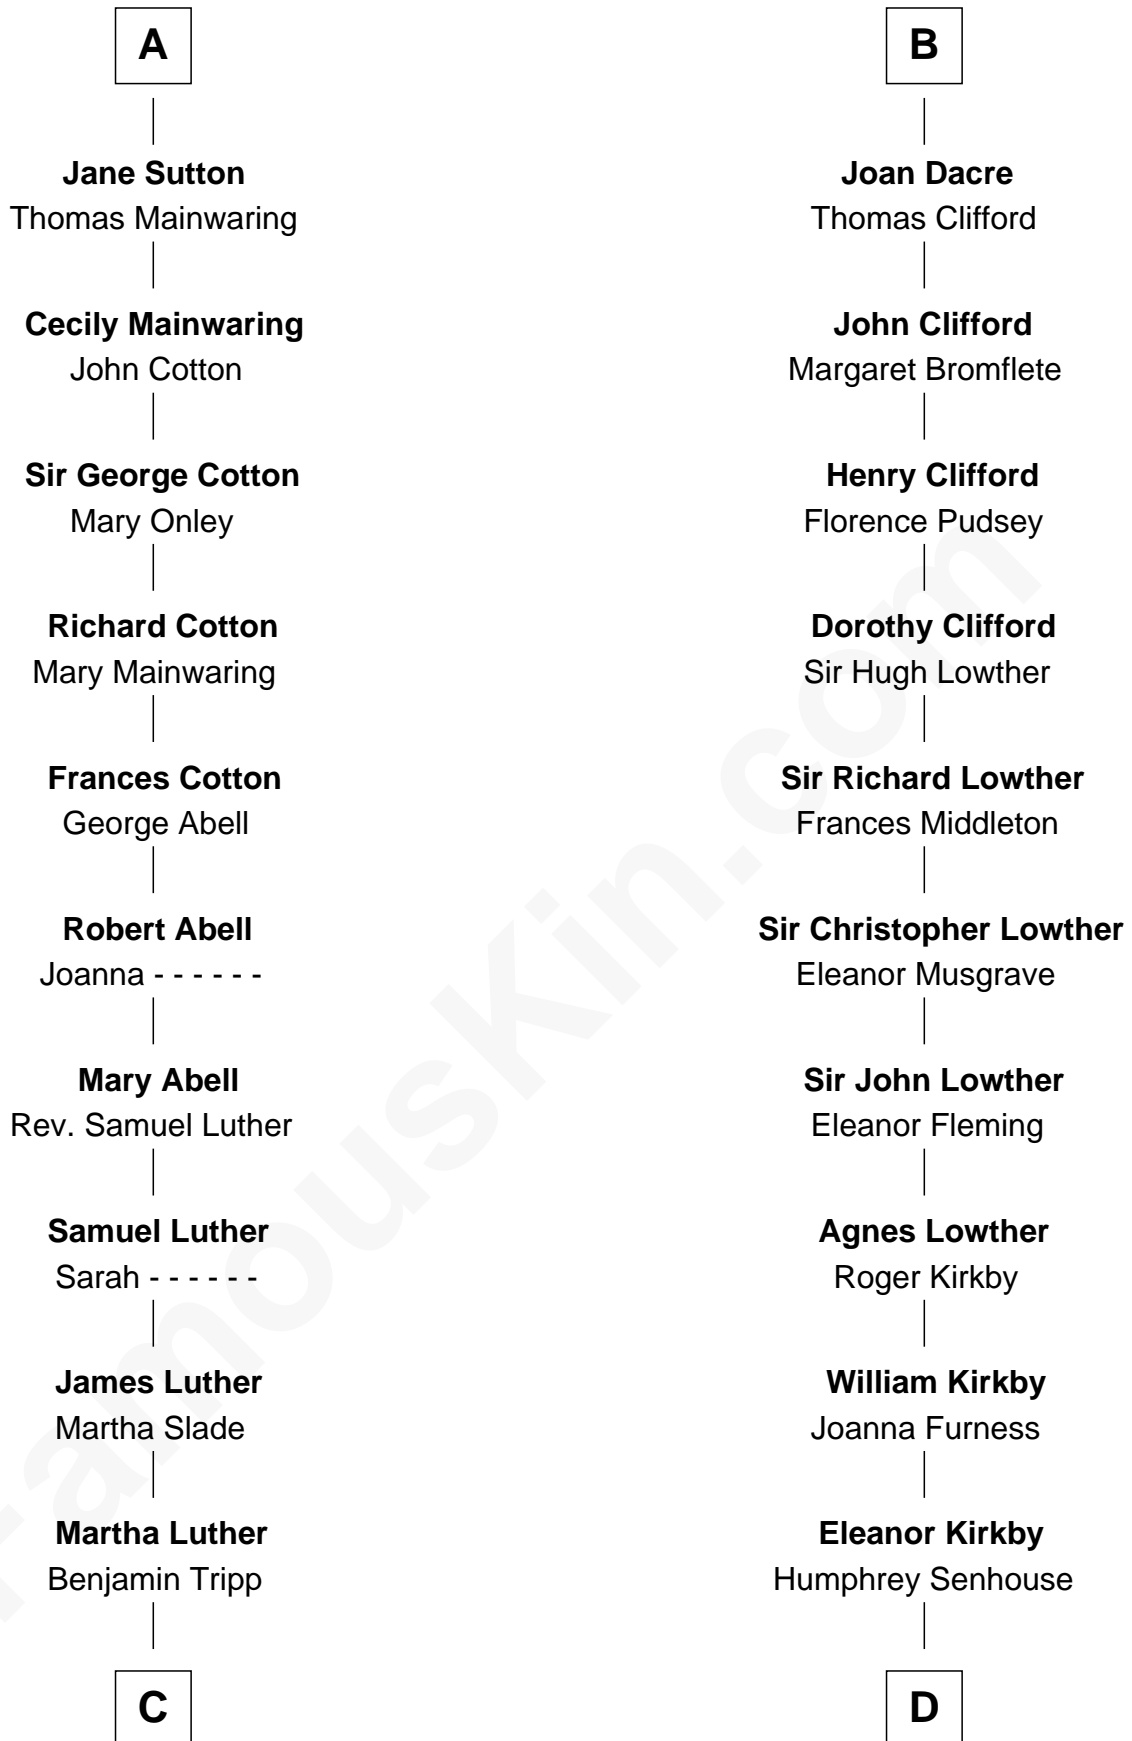 A
Jane Sutton
Thomas Mainwaring
Cecily Mainwaring
John Cotton
Sir George Cotton
Mary Onley
Richard Cotton
Mary Mainwaring
Frances Cotton
George Abell
Robert Abell
Joanna - - - - - -
Mary Abell
Rev. Samuel Luther
Samuel Luther
Sarah - - - - - -
James Luther
Martha Slade
Martha Luther
Benjamin Tripp
C
B
Joan Dacre
Thomas Clifford
John Clifford
Margaret Bromflete
Henry Clifford
Florence Pudsey
Dorothy Clifford
Sir Hugh Lowther
Sir Richard Lowther
Frances Middleton
Sir Christopher Lowther
Eleanor Musgrave
Sir John Lowther
Eleanor Fleming
Agnes Lowther
Roger Kirkby
William Kirkby
Joanna Furness
Eleanor Kirkby
Humphrey Senhouse
D
FamousKin.com